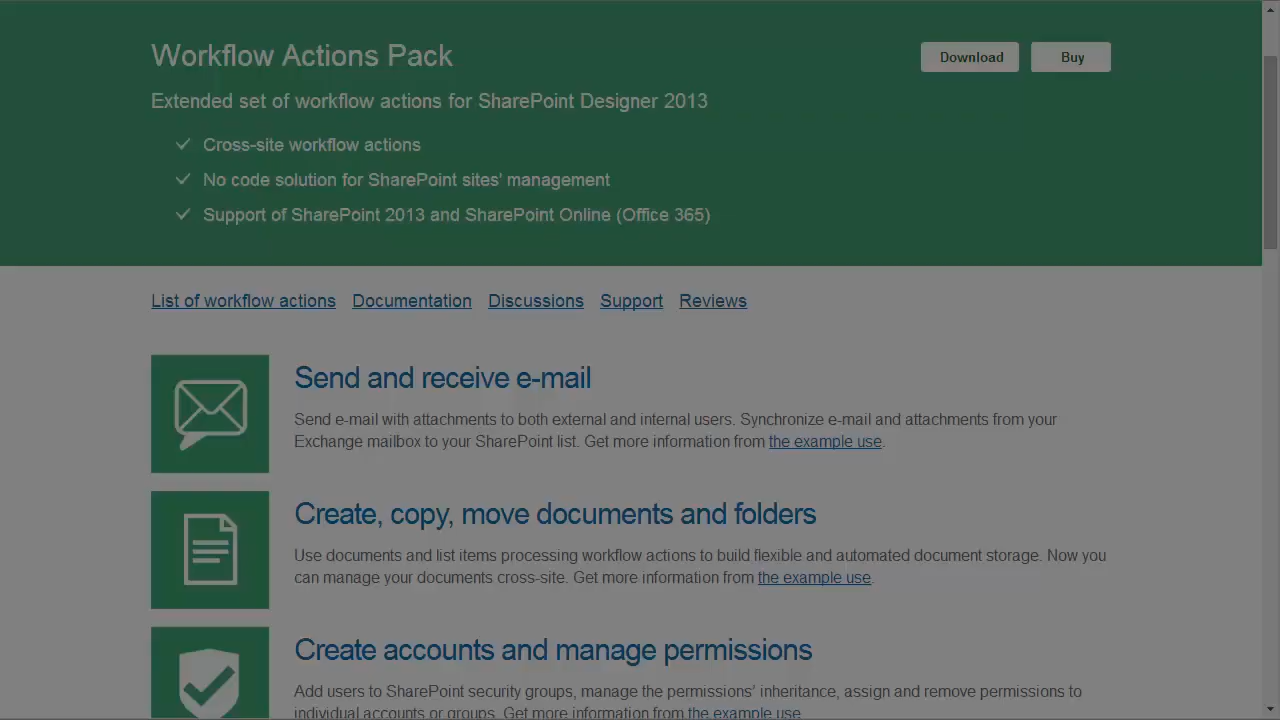 Workflow Actions Pack
Download
Buy
Extended set of workflow actions for SharePoint Designer 2013
Cross-site workflow actions
No code solution for SharePoint sites' management
Support of SharePoint 2013 and SharePoint Online (Office 365)
List of workflow actions Documentation Discussions Support Reviews
Send and receive e-mail
Send e-mail with attachments to both external and internal users. Synchronize e-mail and attachments from your
Exchange mailbox to your SharePoint list. Get more information from the example use.
Create, copy, move documents and folders
Use documents and list items processing workflow actions to build flexible and automated document storage. Now you
can manage your documents cross-site. Get more information from the example use.
Create accounts and manage permissions
Add users to SharePoint security groups, manage the permissions' inheritance, assign and remove permissions to
individual accounts or groups. Get more information from the example use.